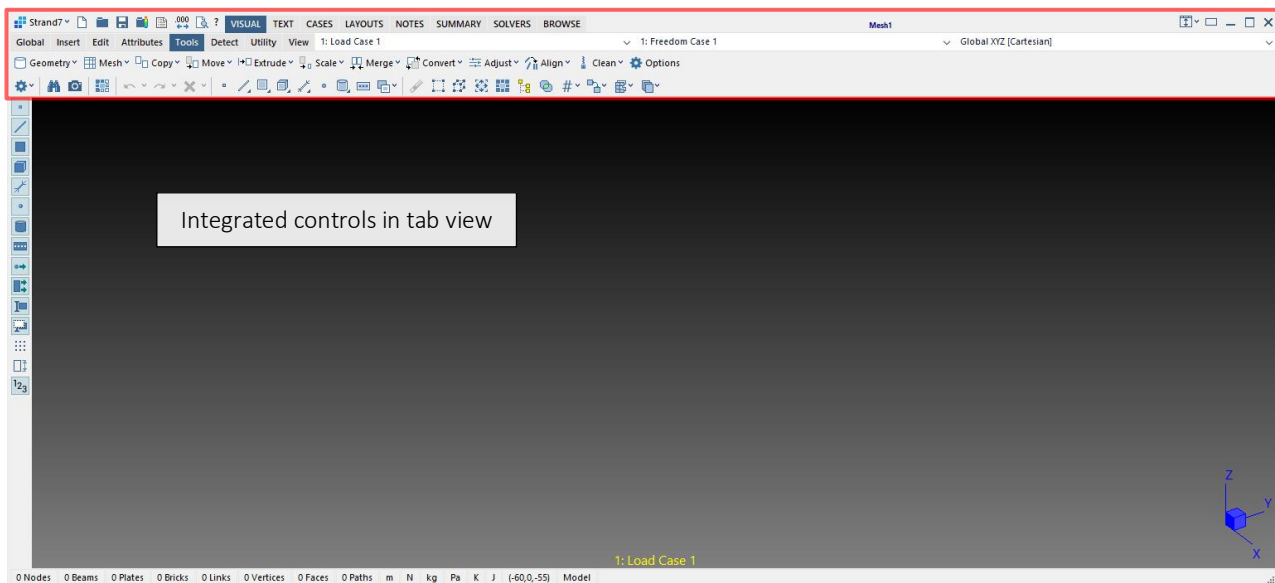 Strand7 .000 ? VISUAL TEXT CASES LAYOUTS NOTES SUMMARY SOLVERS BROWSE Mesh1
Global Insert Edit Attributes Tools Detect Utility View 1: Load Case 1 1: Freedom Case 1 Global XYZ [Cartesian]
Geometry Mesh Copy Move Extrude Scale Merge Convert Adjust Align Clean Options
#
Integrated controls in tab view
123
Z
Y
X
1: Load Case 1
0 Nodes 0 Beams 0 Plates 0 Bricks 0 Links 0 Vertices 0 Faces 0 Paths m N kg Pa K J (-60,0,-55) Model